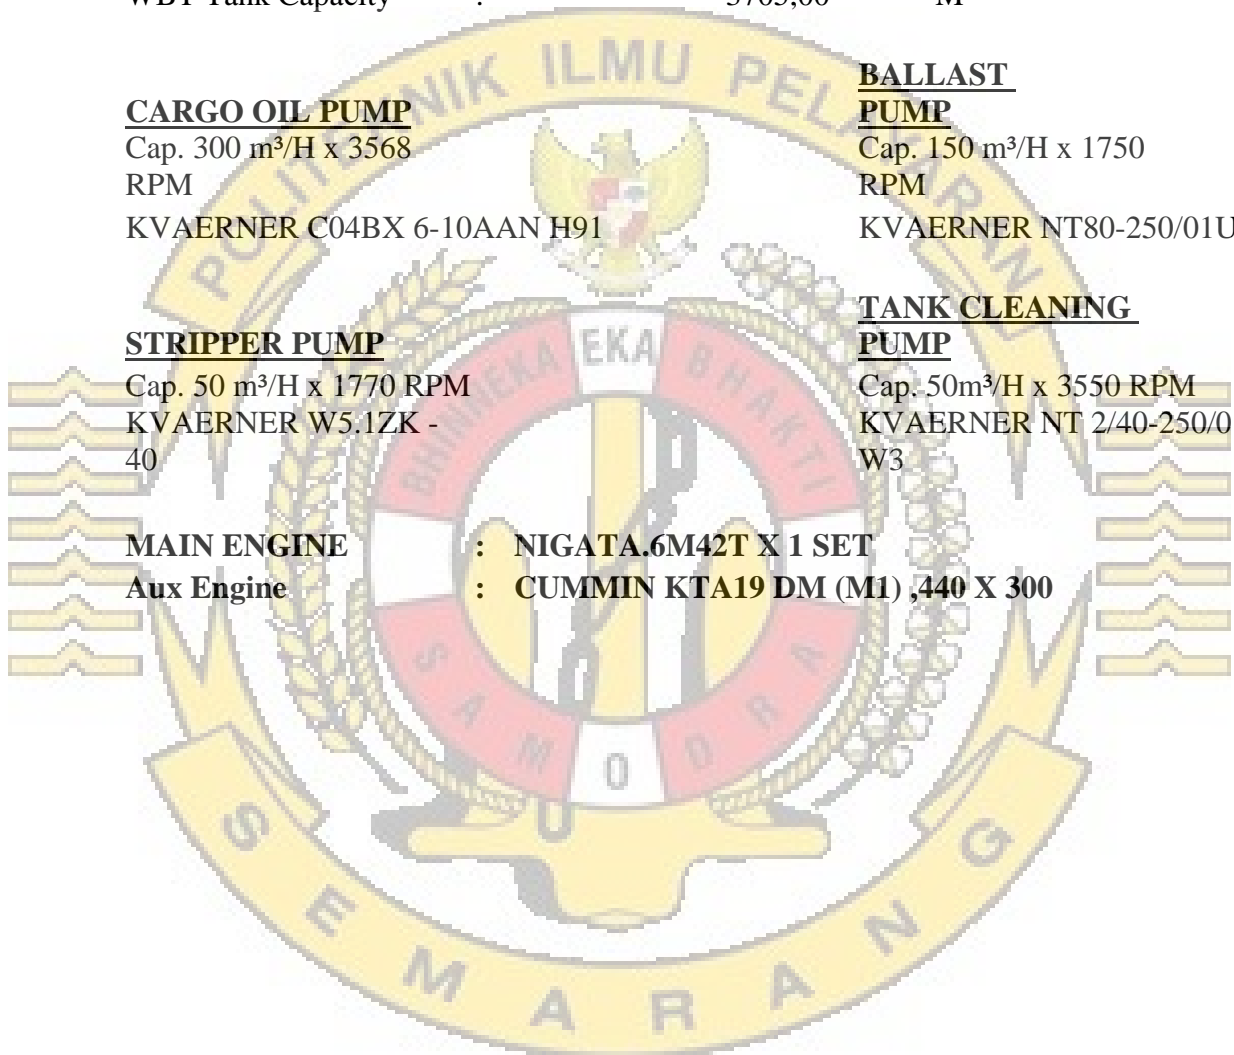 WBT Tank Capacity : 3765,00 M
CARGO OIL PUMP
Cap. 300 m³/H x 3568
RPM
KVAERNER C04BX 6-10AAN H91
BALLAST
PUMP
Cap. 150 m³/H x 1750
RPM
KVAERNER NT80-250/01U
STRIPPER PUMP
Cap. 50 m³/H x 1770 RPM
KVAERNER W5.1ZK -
40
TANK CLEANING
PUMP
Cap. 50m³/H x 3550 RPM
KVAERNER NT 2/40-250/0
W3
MAIN ENGINE : NIGATA.6M42T X 1 SET
Aux Engine : CUMMIN KTA19 DM (M1) ,440 X 300
POLITEKNIK ILMU PELAYARAN
BHINNEKA EKA BHAKTI
SAMODRA
SEMARANG